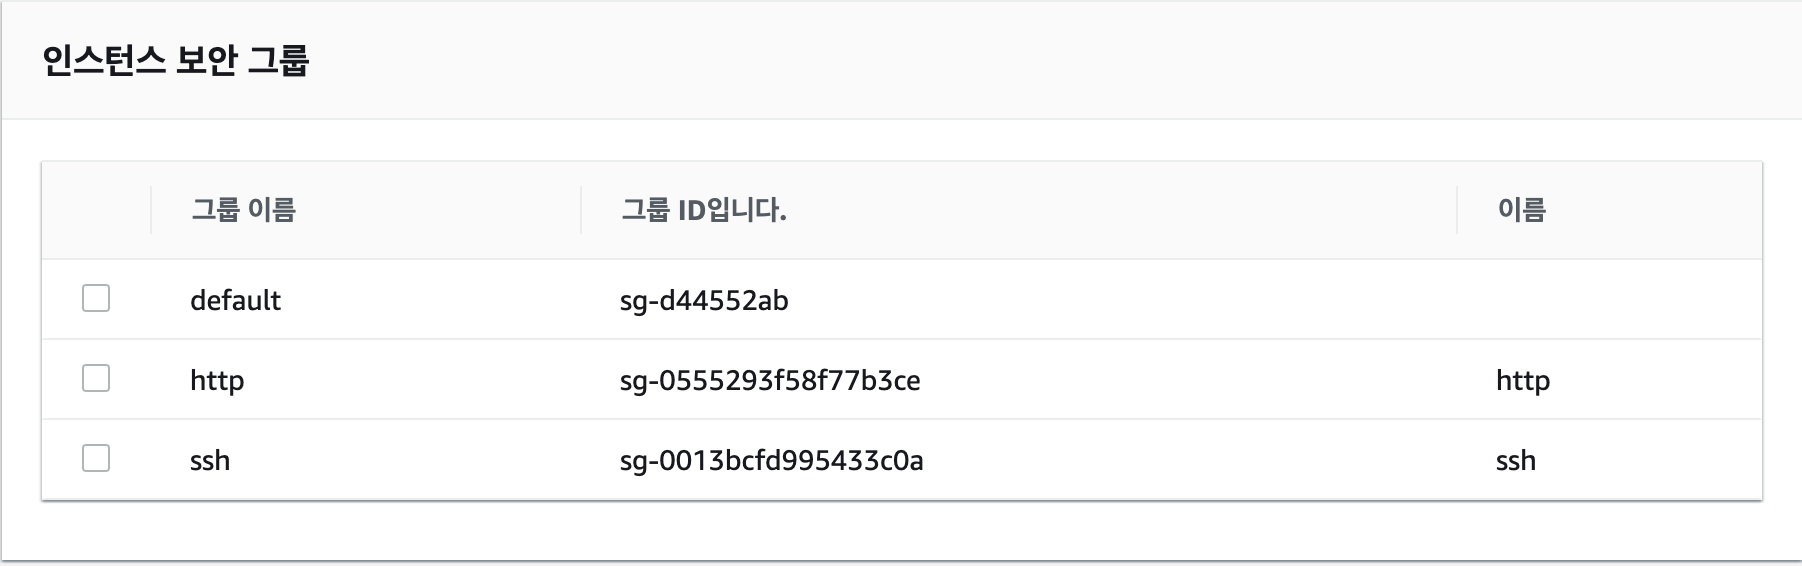 인스턴스 보안 그룹
그룹 이름 그룹 ID입니다. 이름
default sg-d44552ab
http sg-0555293f58f77b3ce http
ssh sg-0013bcfd995433c0a ssh